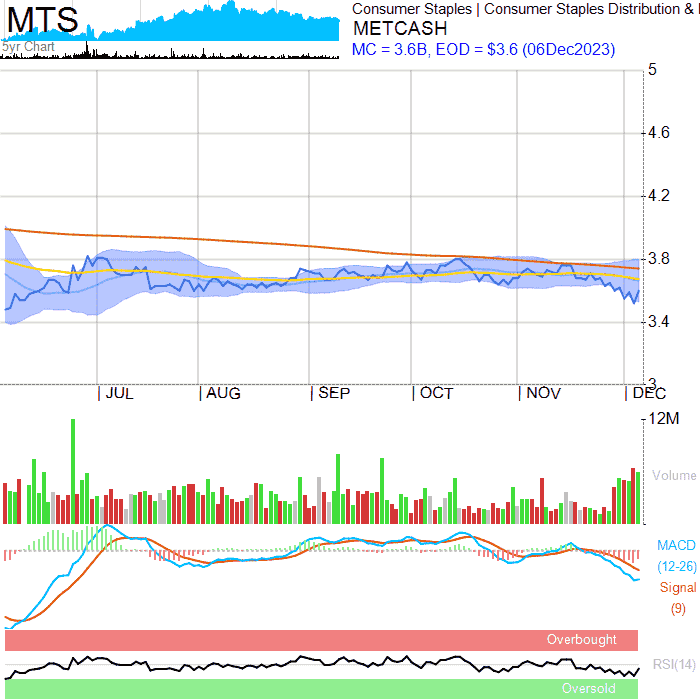 MTS
Consumer Staples | Consumer Staples Distribution &
METCASH
5yr Chart
MC = 3.6B, EOD = $3.6 (06Dec2023)
5
4.6
4.2
3.8
3.4
3
JUL
AUG
SEP
OCT
NOV
DEC
12M
Volume
MACD
(12-26)
Signal
(9)
Overbought
RSI(14)
Oversold